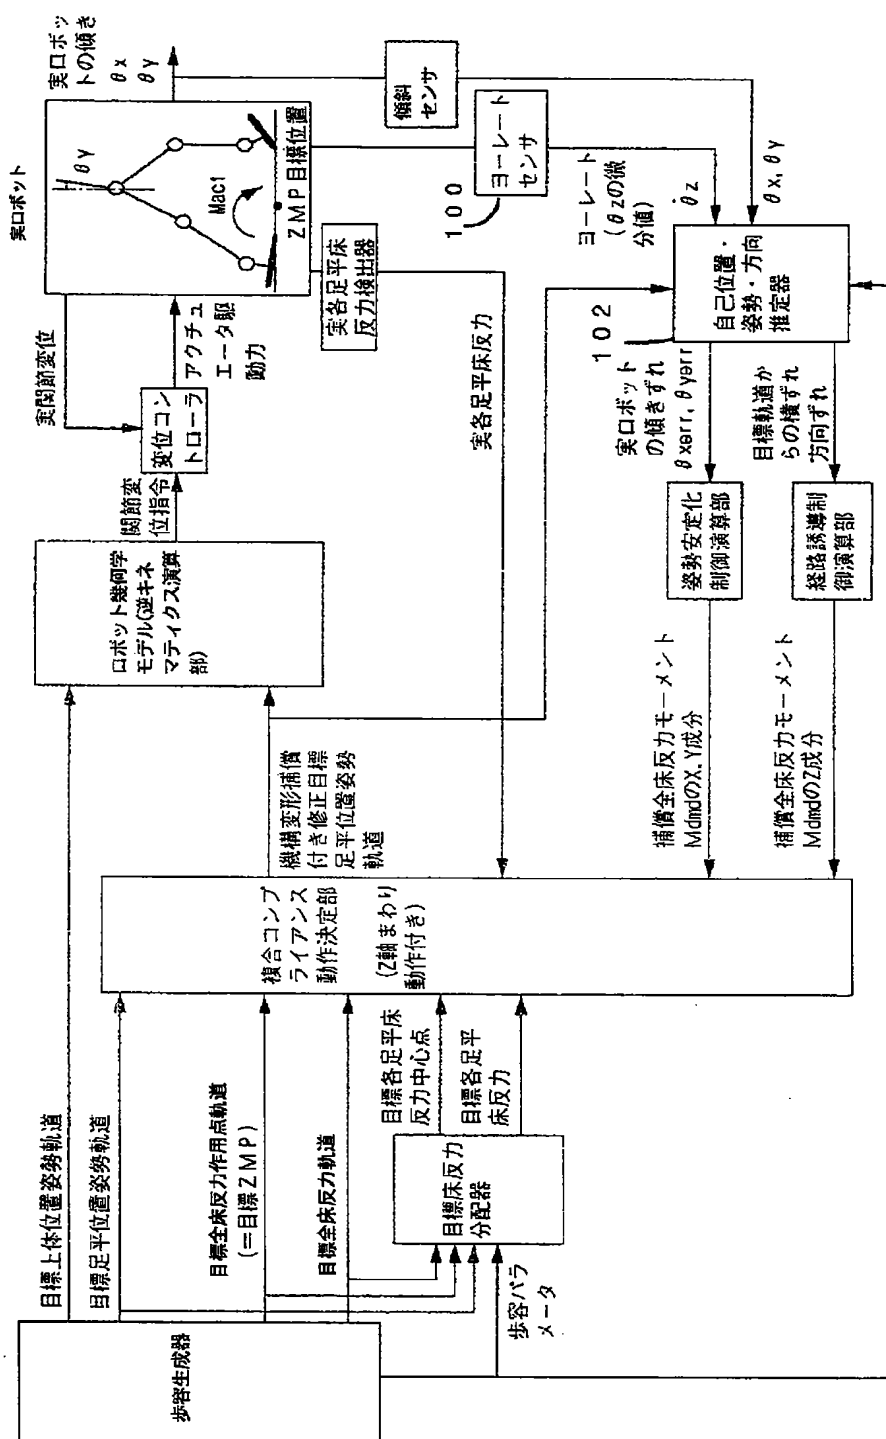 歩容生成器
目標上体位置姿勢軌道
目標足平位置姿勢軌道
目標全床反力作用点軌道
(＝目標ZMP)
目標全床反力軌道
歩容パラ
メータ
目標床反力
分配器
目標各足平床
反力中心点
目標各足平
床反力
複合コンプ
ライアンス
動作決定部
(Z軸まわり
動作付き)
機構変形補償
付き修正目標
足平位置姿勢
軌道
ロボット幾何学
モデル(逆キネ
マティクス演算
部)
関節変
位指令
変位コン
トローラ
実関節変位
アクチュ
エータ駆
動力
実ロボット
θy
Mact
ZMP目標位置
実ロボッ
トの傾き
θx
θy
実各足平床
反力検出器
実各足平床反力
傾斜
センサ
100
ヨーレート
センサ
ヨーレート
(θzの微
分値)
θ̇z
θx, θy
102
自己位置・
姿勢・方向
推定器
実ロボット
の傾きずれ
θxerr, θyerr
目標軌道か
らの横ずれ
方向ずれ
姿勢安定化
制御演算部
経路誘導制
御演算部
補償全床反力モーメント
MdmdのX,Y成分
補償全床反力モーメント
MdmdのZ成分